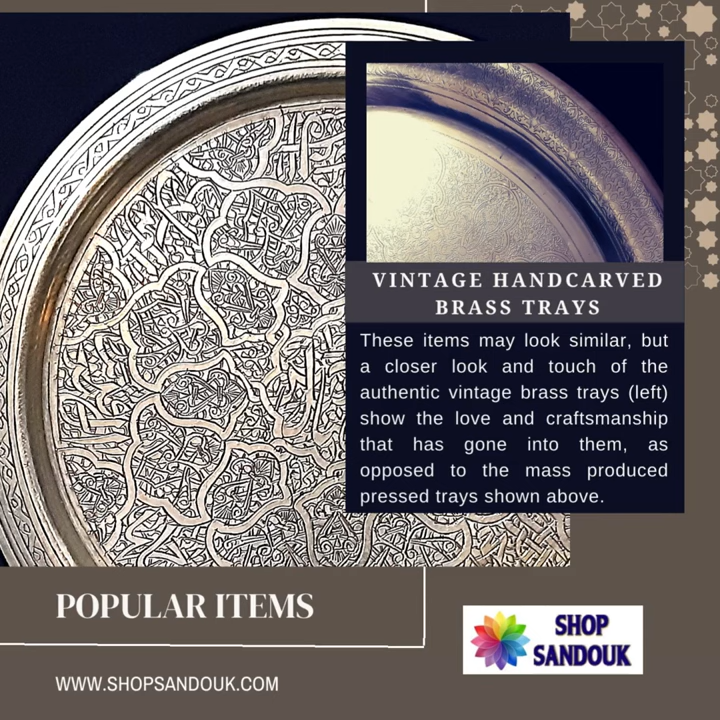 VINTAGE HANDCARVED
BRASS TRAYS
These items may look similar, but
a closer look and touch of the
authentic vintage brass trays (left)
show the love and craftsmanship
that has gone into them, as
opposed to the mass produced
pressed trays shown above.
POPULAR ITEMS
SHOP
SANDOUK
WWW.SHOPSANDOUK.COM